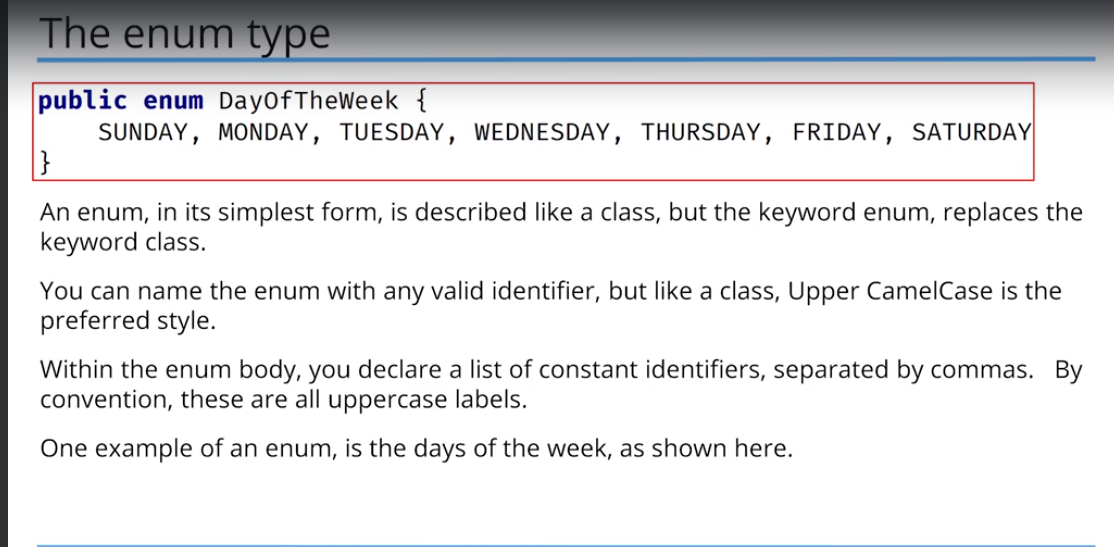 The enum type
public enum DayOfTheWeek {
    SUNDAY, MONDAY, TUESDAY, WEDNESDAY, THURSDAY, FRIDAY, SATURDAY
}
An enum, in its simplest form, is described like a class, but the keyword enum, replaces the
keyword class.
You can name the enum with any valid identifier, but like a class, Upper CamelCase is the
preferred style.
Within the enum body, you declare a list of constant identifiers, separated by commas.   By
convention, these are all uppercase labels.
One example of an enum, is the days of the week, as shown here.